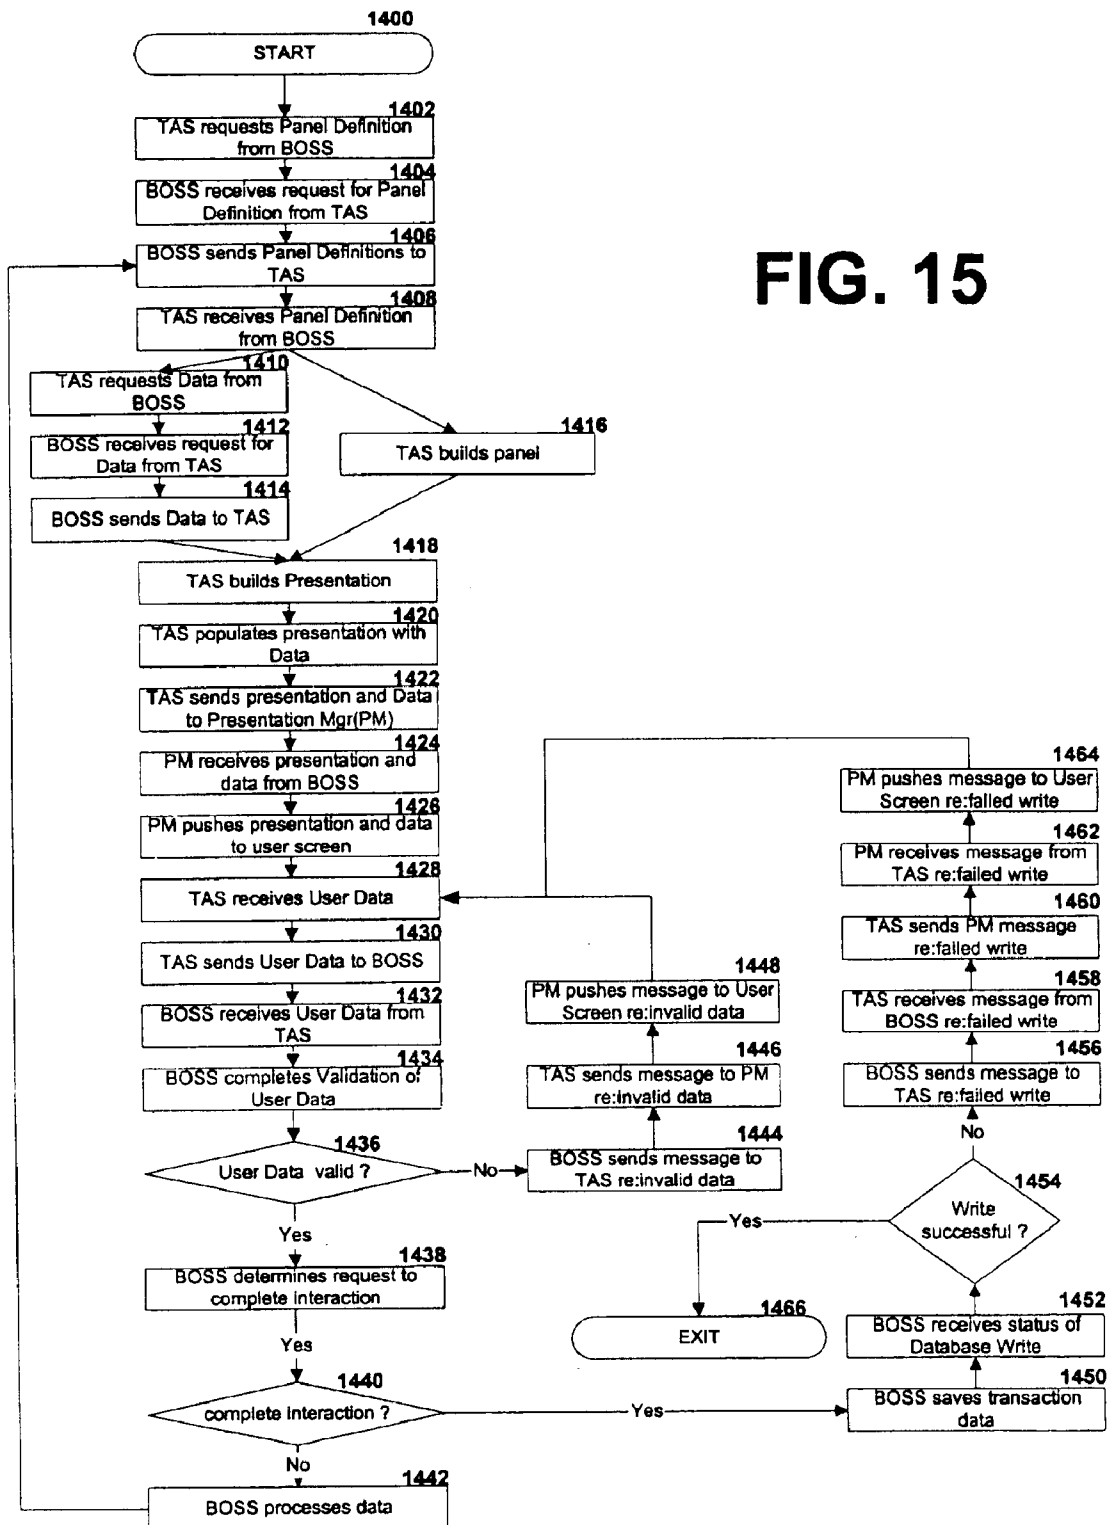 1400
START
1402
TAS requests Panel Definition
from BOSS
1404
BOSS receives request for Panel
Definition from TAS
1406
BOSS sends Panel Definitions to
TAS
1408
TAS receives Panel Definition
from BOSS
FIG. 15
1410
TAS requests Data from
BOSS
1412
BOSS receives request for
Data from TAS
1414
BOSS sends Data to TAS
1416
TAS builds panel
1418
TAS builds Presentation
1420
TAS populates presentation with
Data
1422
TAS sends presentation and Data
to Presentation Mgr(PM)
1424
PM receives presentation and
data from BOSS
1426
PM pushes presentation and data
to user screen
1428
TAS receives User Data
1430
TAS sends User Data to BOSS
1432
BOSS receives User Data from
TAS
1434
BOSS completes Validation of
User Data
1436
User Data valid ?
No
Yes
1438
BOSS determines request to
complete interaction
Yes
1440
complete interaction ?
Yes
No
1442
BOSS processes data
1448
PM pushes message to User
Screen re:invalid data
1446
TAS sends message to PM
re:invalid data
1444
BOSS sends message to
TAS re:invalid data
1464
PM pushes message to User
Screen re:failed write
1462
PM receives message from
TAS re:failed write
1460
TAS sends PM message
re:failed write
1458
TAS receives message from
BOSS re:failed write
1456
BOSS sends message to
TAS re:failed write
No
1454
Write
successful ?
Yes
1466
EXIT
1452
BOSS receives status of
Database Write
1450
BOSS saves transaction
data